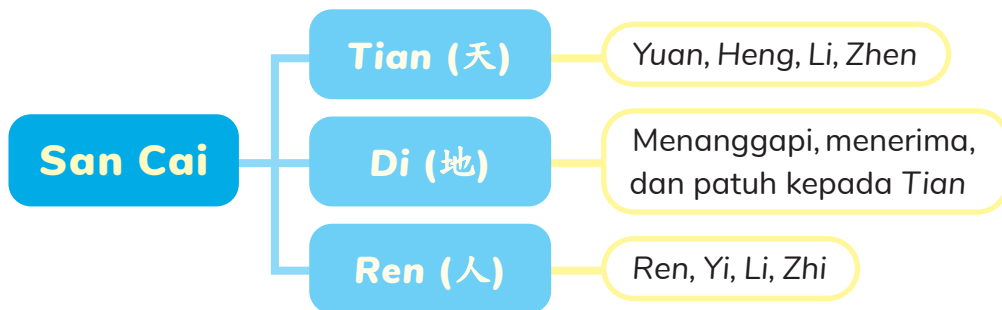 San Cai
Tian (天)
Yuan, Heng, Li, Zhen
Di (地)
Menanggapi, menerima,
dan patuh kepada Tian
Ren (人)
Ren, Yi, Li, Zhi